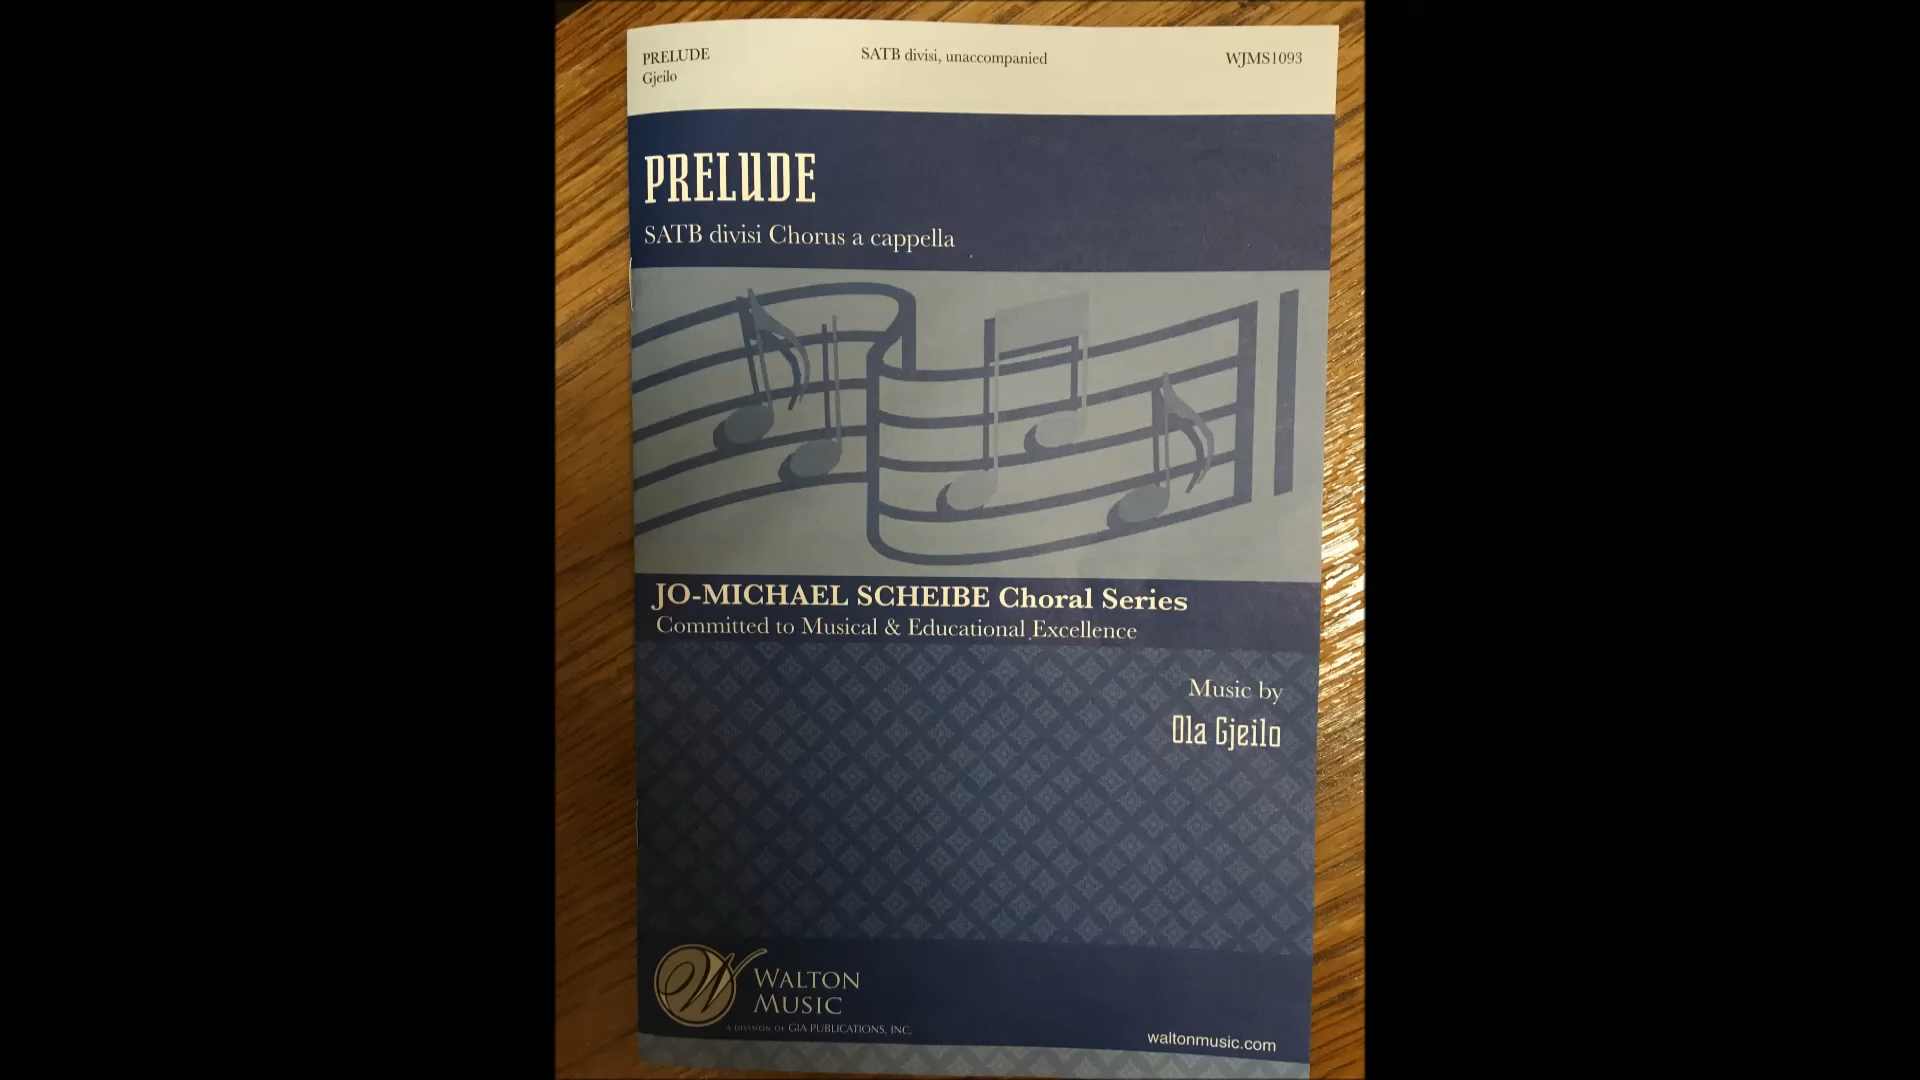 PRELUDE
Gjeilo
SATB divisi, unaccompanied
WJMS1093
PRELUDE
SATB divisi Chorus a cappella
JO-MICHAEL SCHEIBE Choral Series
Committed to Musical & Educational Excellence
Music by
Ola Gjeilo
W
WALTON
MUSIC
A DIVISION OF GIA PUBLICATIONS, INC.
waltonmusic.com